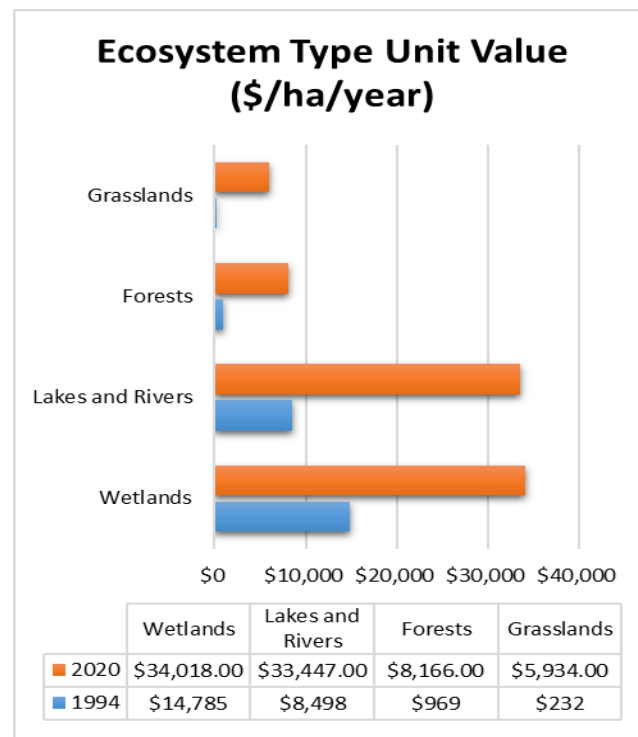 Ecosystem Type Unit Value
($/ha/year)
Grasslands
Forests
Lakes and Rivers
Wetlands
$0 $10,000 $20,000 $30,000 $40,000
Wetlands Lakes and Rivers Forests Grasslands
2020 $34,018.00 $33,447.00 $8,166.00 $5,934.00
1994 $14,785 $8,498 $969 $232